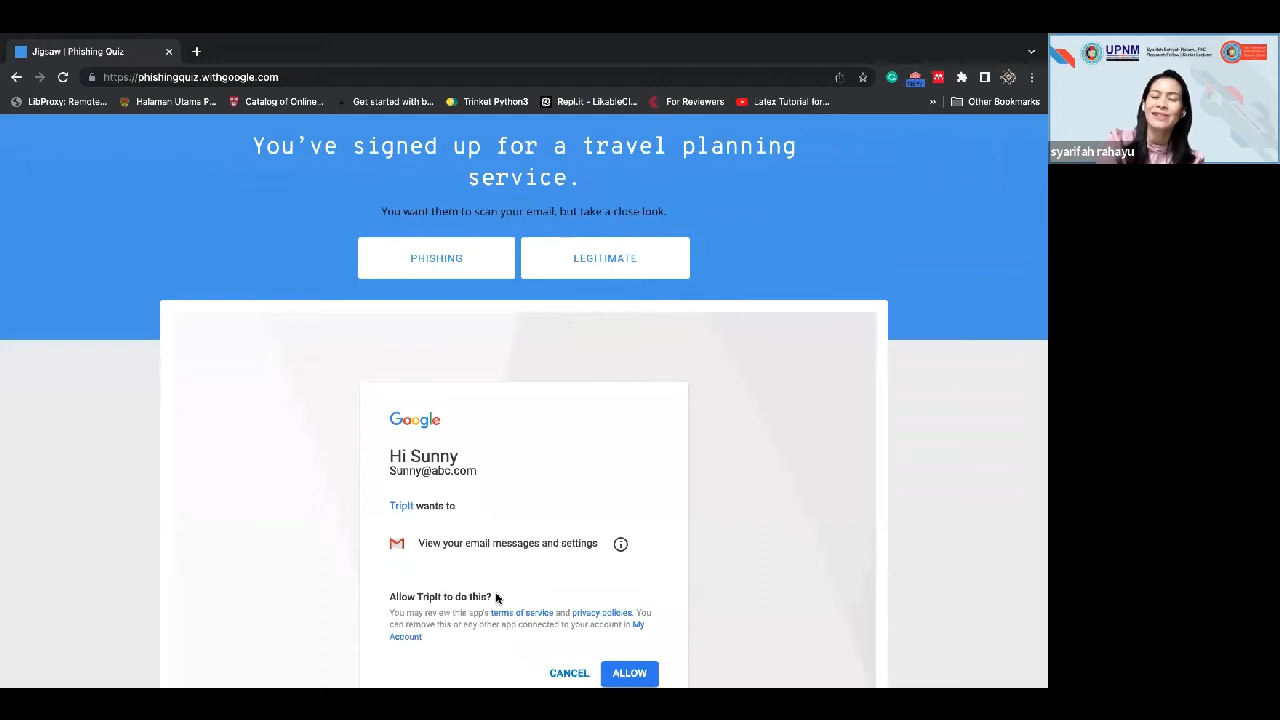 Jigsaw | Phishing Quiz
https://phishingquiz.withgoogle.com
NEW
LibProxy: Remote...
Halaman Utama P...
Catalog of Online...
Get started with b...
Trinket Python3
Repl.it - LikableCl...
For Reviewers
Latex Tutorial for...
»
Other Bookmarks
You've signed up for a travel planning
service.
You want them to scan your email, but take a close look.
PHISHING
LEGITIMATE
Google
Hi Sunny
Sunny@abc.com
TripIt wants to
View your email messages and settings
Allow TripIt to do this?
You may review this app's terms of service and privacy policies. You
can remove this or any other app connected to your account in My
Account
CANCEL
ALLOW
UPNM
syarifah rahayu